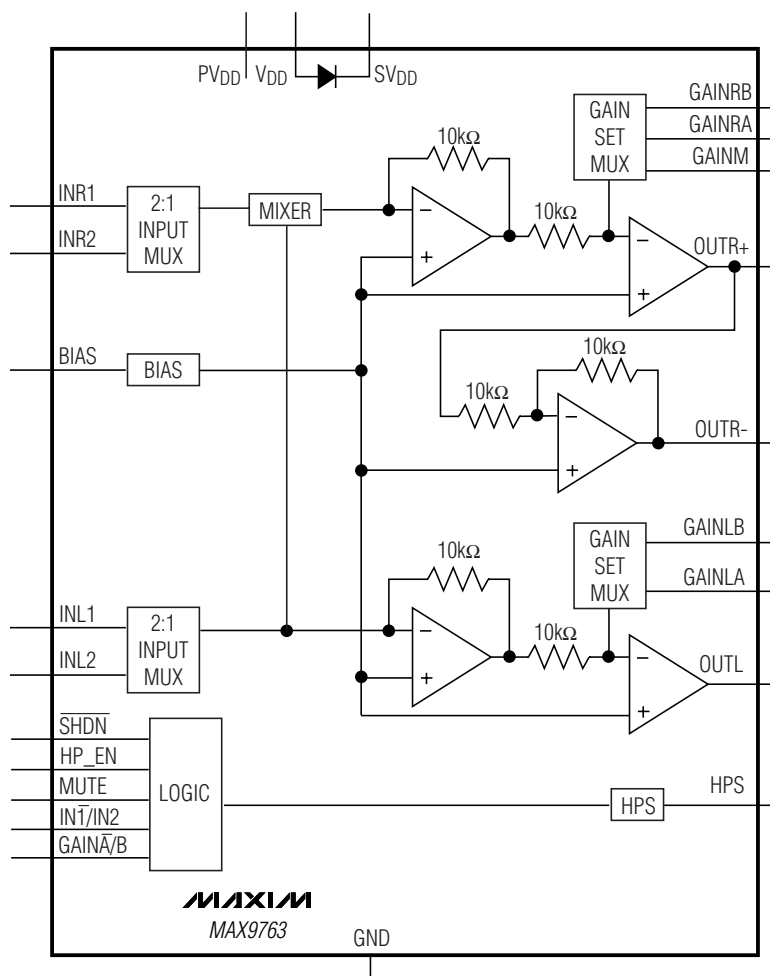 PVDD VDD SVDD
GAINRB
GAINRA
GAINM
GAIN
SET
MUX
10kΩ
INR1
INR2
2:1
INPUT
MUX
MIXER
−
+
10kΩ
−
+
OUTR+
BIAS
BIAS
10kΩ
10kΩ
−
+
OUTR-
GAIN
SET
MUX
GAINLB
GAINLA
10kΩ
INL1
INL2
2:1
INPUT
MUX
−
+
10kΩ
−
+
OUTL
S̅H̅D̅N̅
HP_EN
MUTE
IN1̅/IN2
GAINA̅/B
LOGIC
HPS
HPS
MAXIM
MAX9763
GND